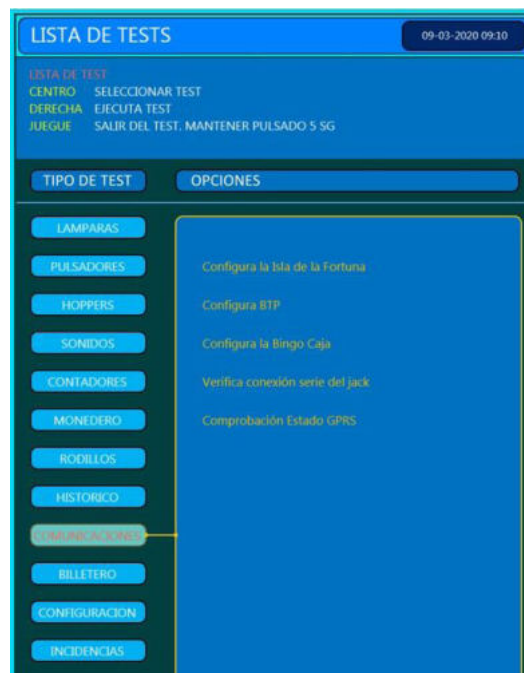 LISTA DE TESTS
09-03-2020 09:10
LISTA DE TEST
CENTRO SELECCIONAR TEST
DERECHA EJECUTA TEST
JUEGUE SALIR DEL TEST. MANTENER PULSADO 5 SG
TIPO DE TEST OPCIONES
LAMPARAS
PULSADORES Configura la Isla de la Fortuna
HOPPERS Configura BTP
SONIDOS Configura la Bingo Caja
CONTADORES Verifica conexión serie del jack
MONEDERO Comprobación Estado GPRS
RODILLOS
HISTORICO
COMUNICACIONES
BILLETERO
CONFIGURACION
INCIDENCIAS